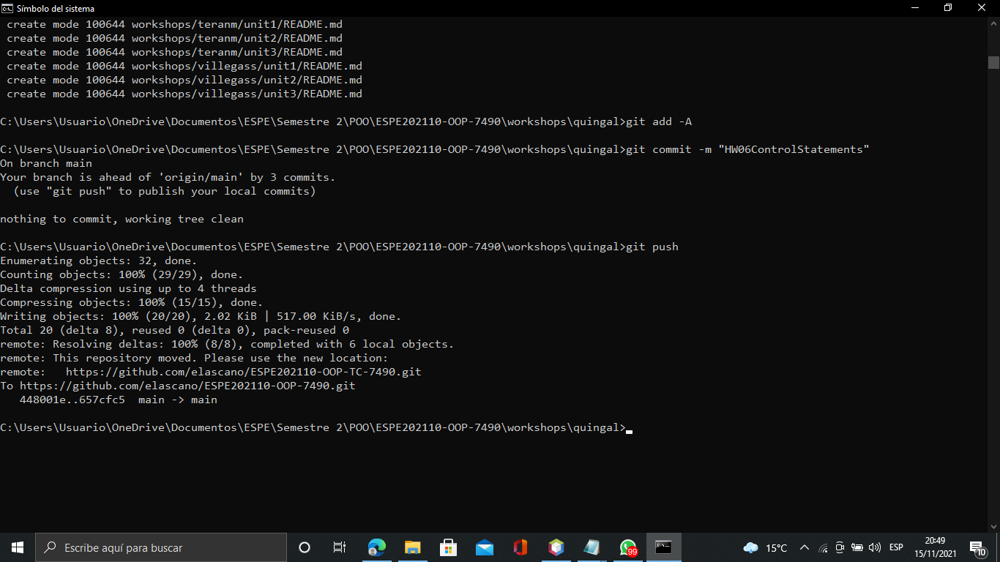 Símbolo del sistema
create mode 100644 workshops/teranm/unit1/README.md
create mode 100644 workshops/teranm/unit2/README.md
create mode 100644 workshops/teranm/unit3/README.md
create mode 100644 workshops/villegass/unit1/README.md
create mode 100644 workshops/villegass/unit2/README.md
create mode 100644 workshops/villegass/unit3/README.md
C:\Users\Usuario\OneDrive\Documentos\ESPE\Semestre 2\POO\ESPE202110-OOP-7490\workshops\quingal>git add -A
C:\Users\Usuario\OneDrive\Documentos\ESPE\Semestre 2\POO\ESPE202110-OOP-7490\workshops\quingal>git commit -m "HW06ControlStatements"
On branch main
Your branch is ahead of 'origin/main' by 3 commits.
(use "git push" to publish your local commits)
nothing to commit, working tree clean
C:\Users\Usuario\OneDrive\Documentos\ESPE\Semestre 2\POO\ESPE202110-OOP-7490\workshops\quingal>git push
Enumerating objects: 32, done.
Counting objects: 100% (29/29), done.
Delta compression using up to 4 threads
Compressing objects: 100% (15/15), done.
Writing objects: 100% (20/20), 2.02 KiB | 517.00 KiB/s, done.
Total 20 (delta 8), reused 0 (delta 0), pack-reused 0
remote: Resolving deltas: 100% (8/8), completed with 6 local objects.
remote: This repository moved. Please use the new location:
remote:   https://github.com/elascano/ESPE202110-OOP-TC-7490.git
To https://github.com/elascano/ESPE202110-OOP-7490.git
448001e..657cfc5  main -> main
C:\Users\Usuario\OneDrive\Documentos\ESPE\Semestre 2\POO\ESPE202110-OOP-7490\workshops\quingal>
Escribe aquí para buscar
99
15°C
ESP
20:49
15/11/2021
10